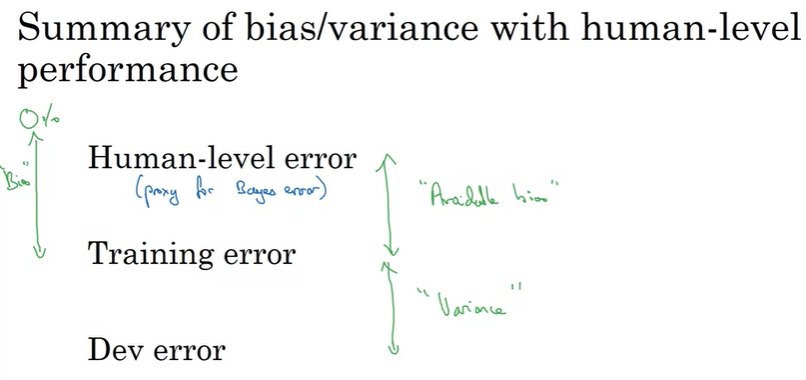 Summary of bias/variance with human-level
performance
0%
"Bias"
Human-level error
(proxy for Bayes error)
"Avoidable bias"
Training error
"Variance"
Dev error